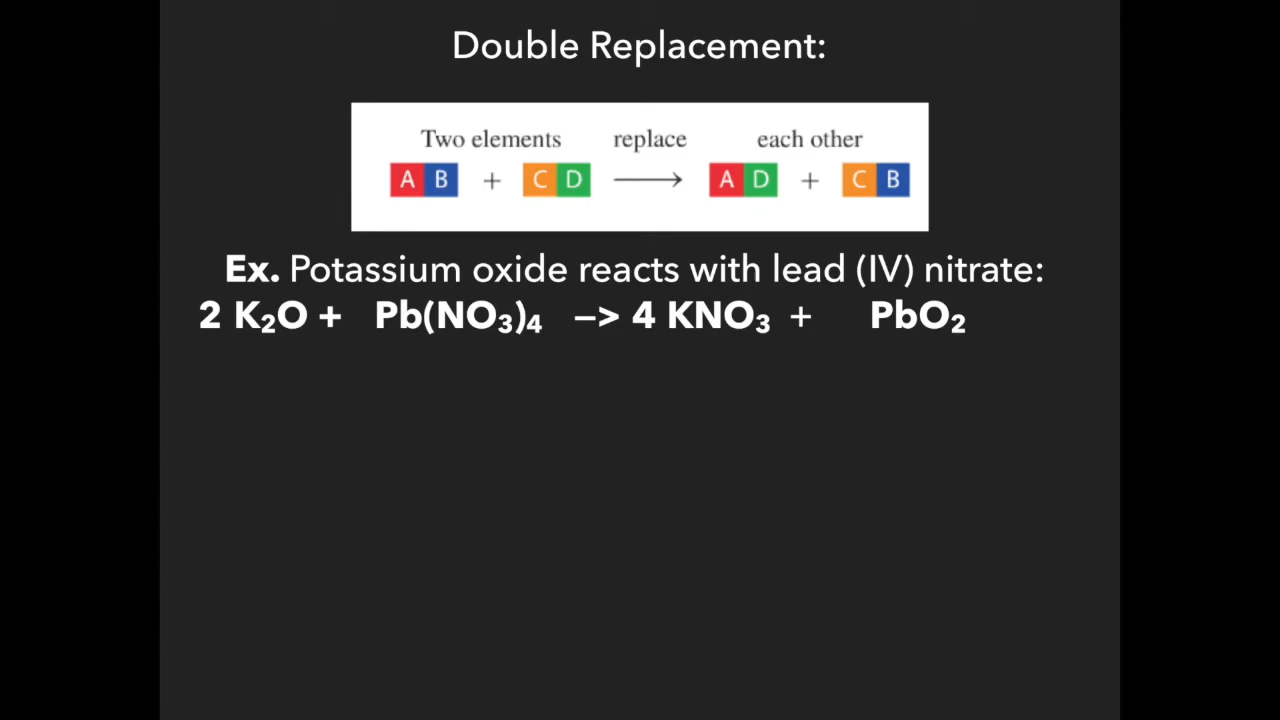 Double Replacement:
Two elements replace each other
A B + C D ⟶ A D + C B
Ex. Potassium oxide reacts with lead (IV) nitrate:
2 K₂O + Pb(NO₃)₄ –> 4 KNO₃ + PbO₂